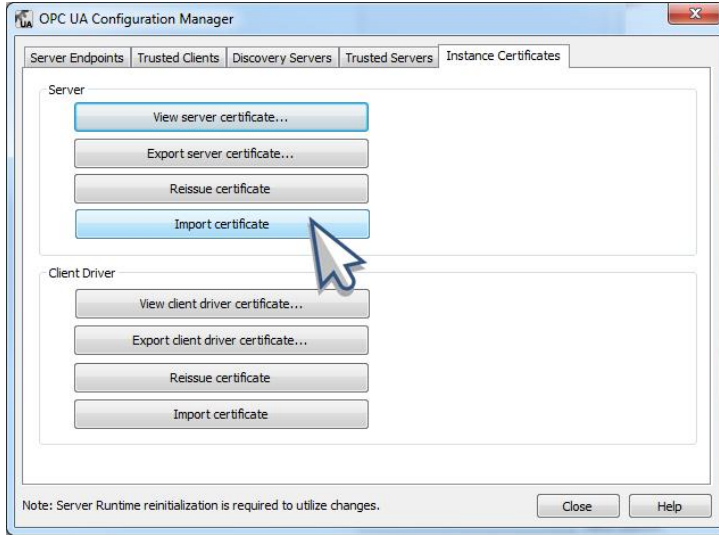 UA OPC UA Configuration Manager
Server Endpoints Trusted Clients Discovery Servers Trusted Servers Instance Certificates
Server
View server certificate...
Export server certificate...
Reissue certificate
Import certificate
Client Driver
View client driver certificate...
Export client driver certificate...
Reissue certificate
Import certificate
Note: Server Runtime reinitialization is required to utilize changes.
Close Help